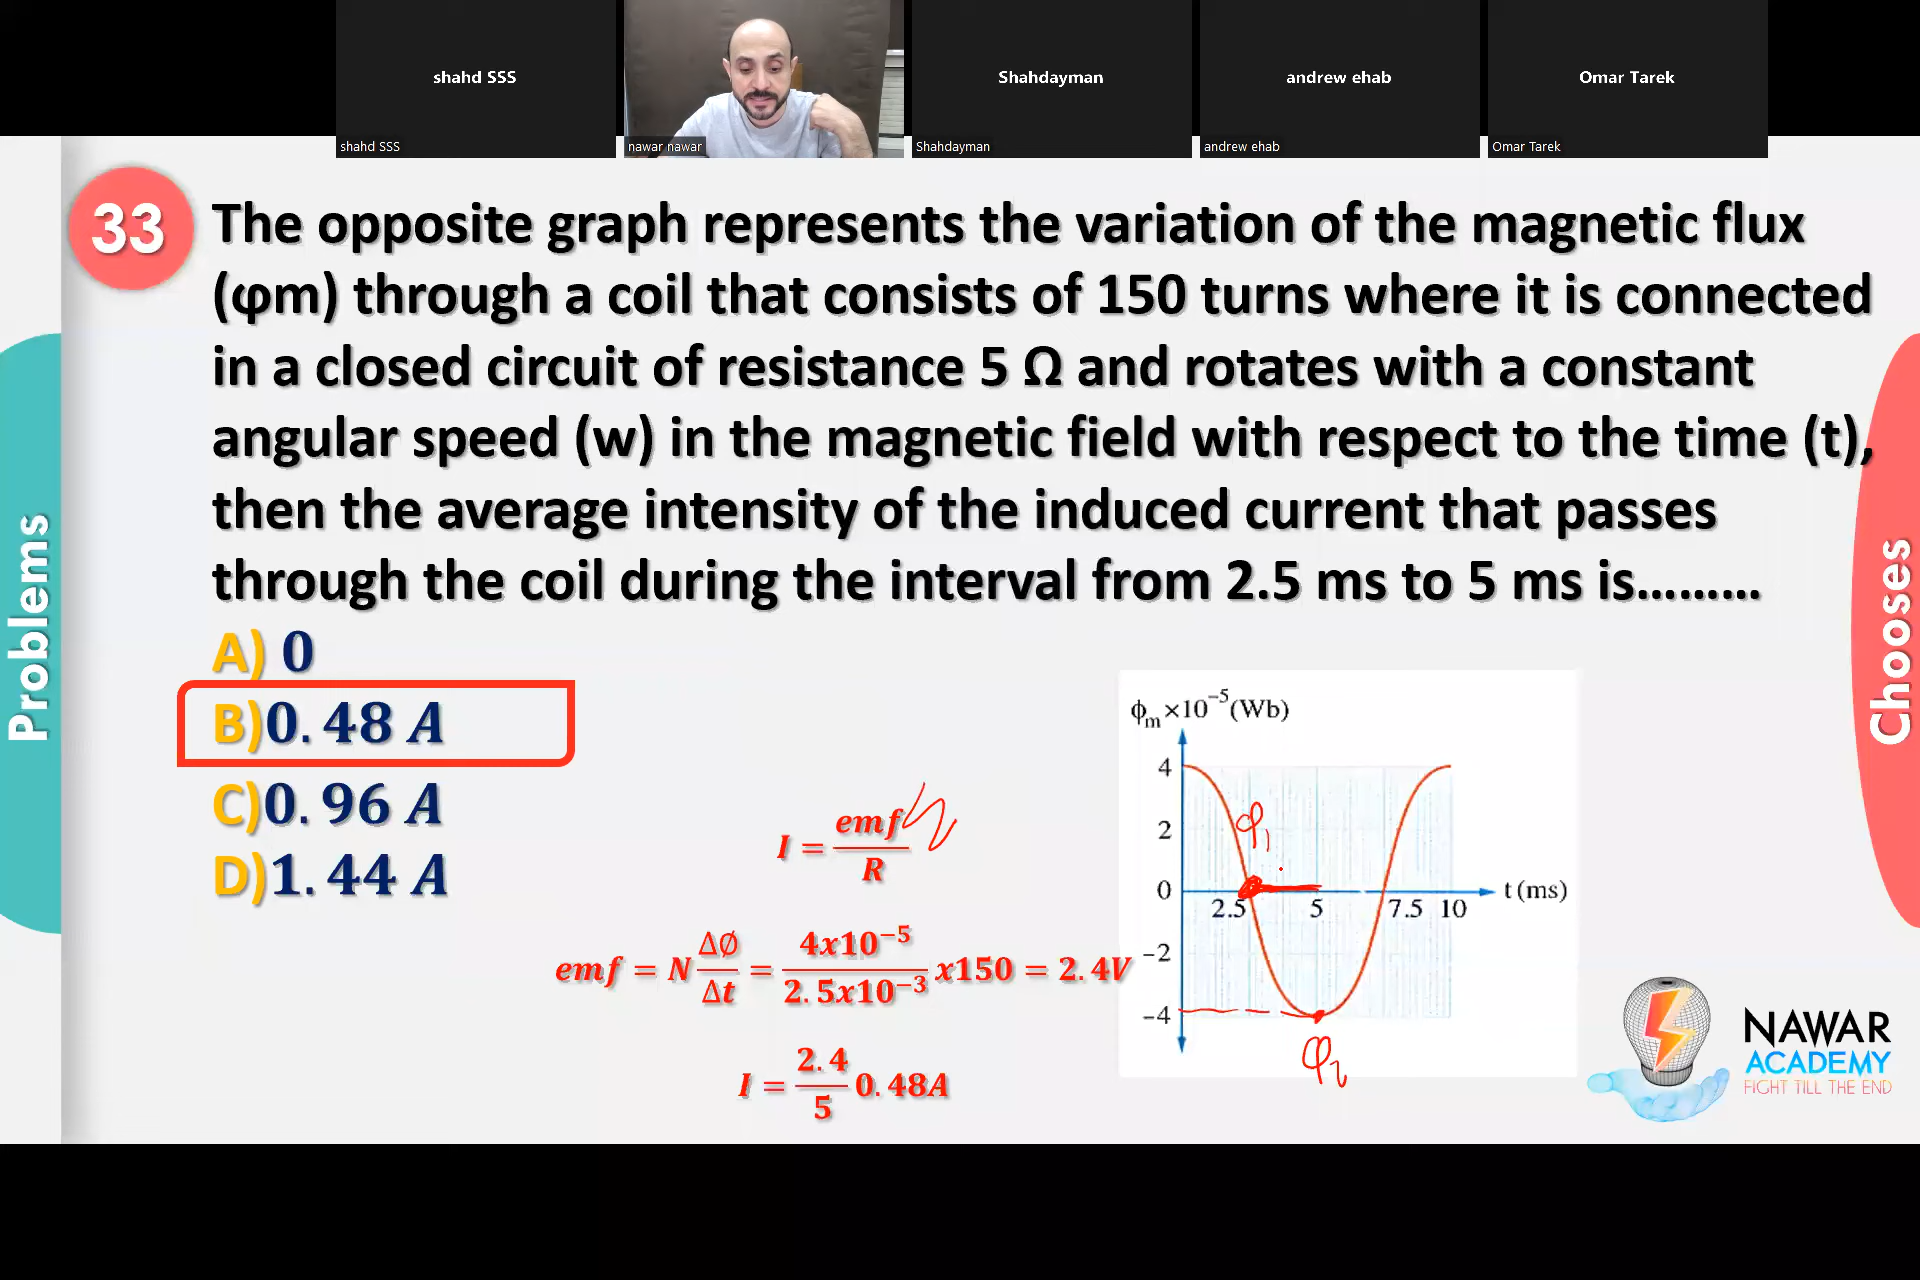 shahd SSS
Shahdayman
andrew ehab
Omar Tarek
shahd SSS
nawar nawar
Shahdayman
andrew ehab
Omar Tarek
33
The opposite graph represents the variation of the magnetic flux
(φm) through a coil that consists of 150 turns where it is connected
in a closed circuit of resistance 5 Ω and rotates with a constant
angular speed (w) in the magnetic field with respect to the time (t),
then the average intensity of the induced current that passes
through the coil during the interval from 2.5 ms to 5 ms is.........
Problems
Chooses
A) 0
B)0.48 A
C)0.96 A
D)1.44 A
I = emf/R
emf = N ΔØ/Δt = 4x10⁻⁵/2.5x10⁻³ x150 = 2.4V
I = 2.4/5 0.48A
ϕm×10⁻⁵(Wb)
4
2
0
-2
-4
2.5 5 7.5 10
t (ms)
φ₁
φ₂
NAWAR
ACADEMY
FIGHT TILL THE END